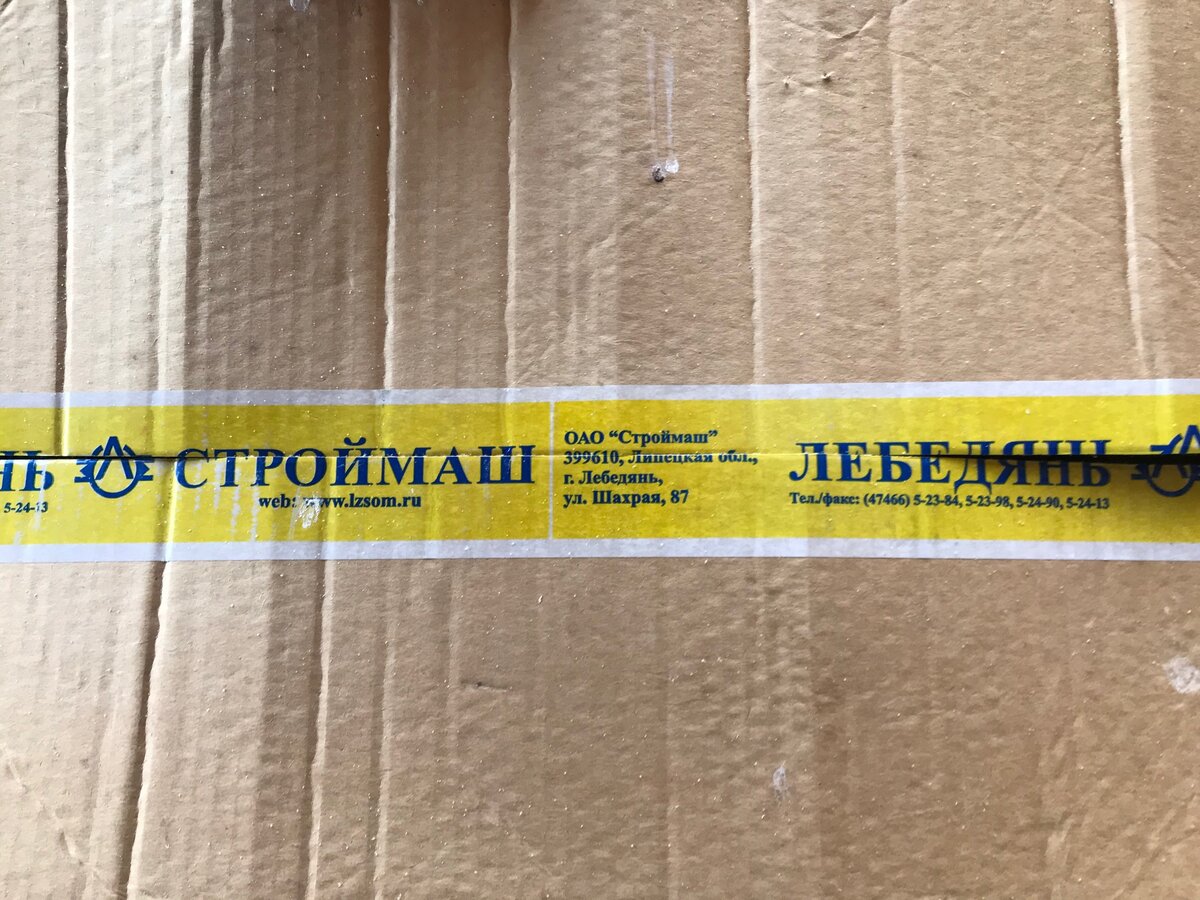 НЬ
5-24-13
СТРОЙМАШ
web: www.lzsom.ru
ОАО “Строймаш”
399610, Липецкая обл.,
г. Лебедянь,
ул. Шахрая, 87
ЛЕБЕДЯНЬ
Тел./факс: (47466) 5-23-84, 5-23-98, 5-24-90, 5-24-13